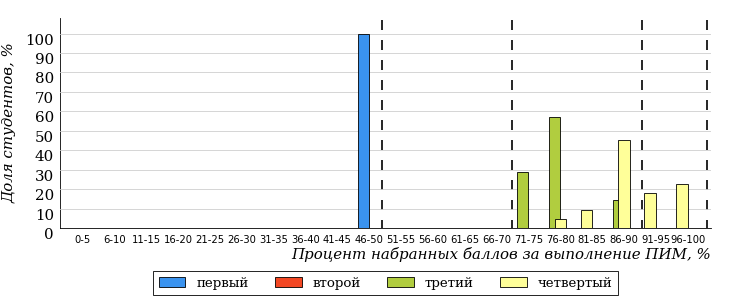 Доля студентов, %
100
90
80
70
60
50
40
30
20
10
0
0-5 6-10 11-15 16-20 21-25 26-30 31-35 36-40 41-45 46-50 51-55 56-60 61-65 66-70 71-75 76-80 81-85 86-90 91-95 96-100
Процент набранных баллов за выполнение ПИМ, %
первый второй третий четвертый